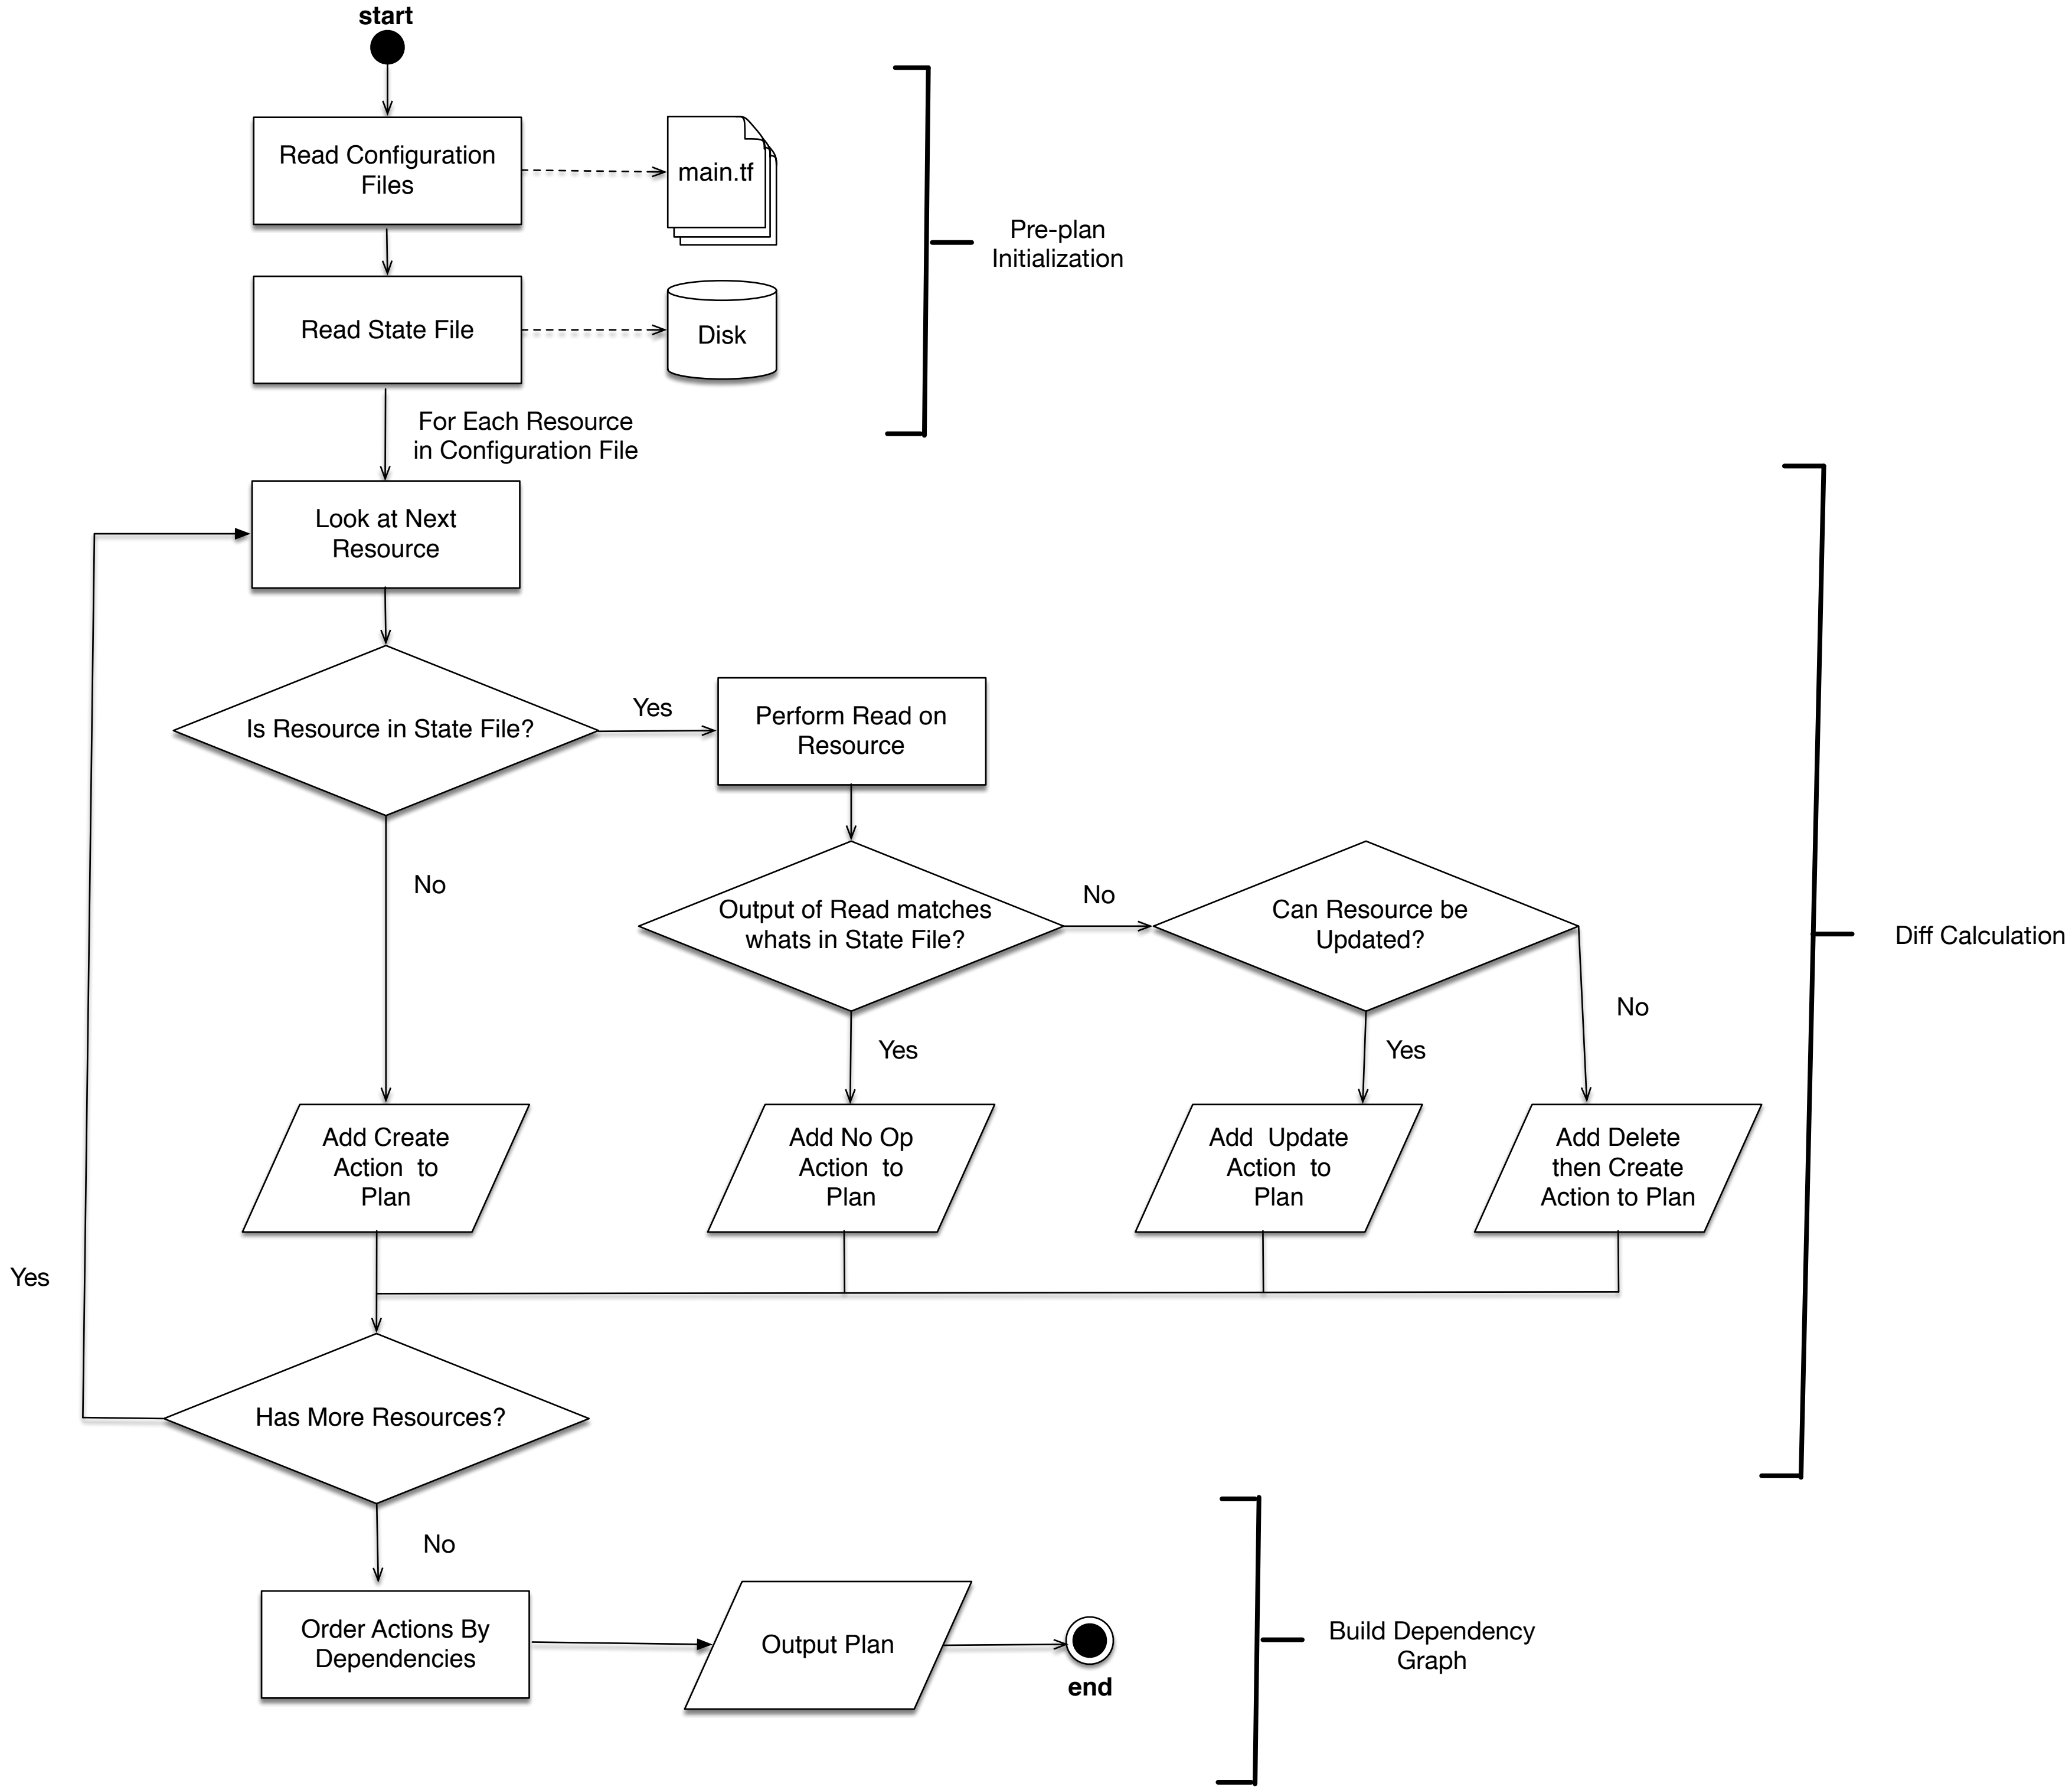 start
Read Configuration
Files
main.tf
Pre-plan
Initialization
Read State File
Disk
For Each Resource
in Configuration File
Look at Next
Resource
Is Resource in State File?
Yes
Perform Read on
Resource
No
Output of Read matches
whats in State File?
No
Can Resource be
Updated?
Diff Calculation
Yes
Yes
No
Add Create
Action to
Plan
Add No Op
Action to
Plan
Add Update
Action to
Plan
Add Delete
then Create
Action to Plan
Yes
Has More Resources?
No
Order Actions By
Dependencies
Output Plan
end
Build Dependency
Graph